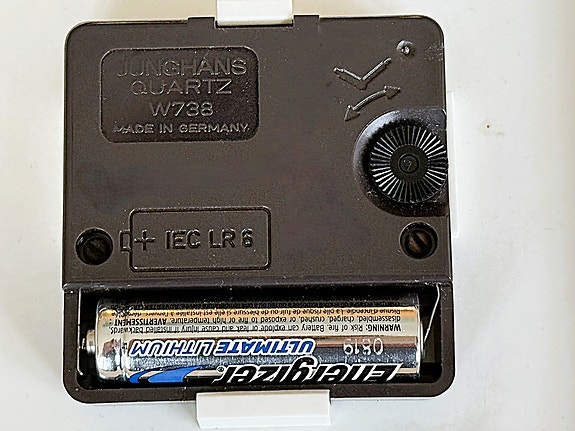 JUNGHANS
QUARTZ
W738
MADE IN GERMANY
+ IEC LR 6
Energizer®
ULTIMATE LITHIUM
0819
WARNING: Risk of fire. Battery can explode or leak and cause injury if installed backwards,
disassembled, charged, crushed, or exposed to fire or high temperature. AVERTISSEMENT: